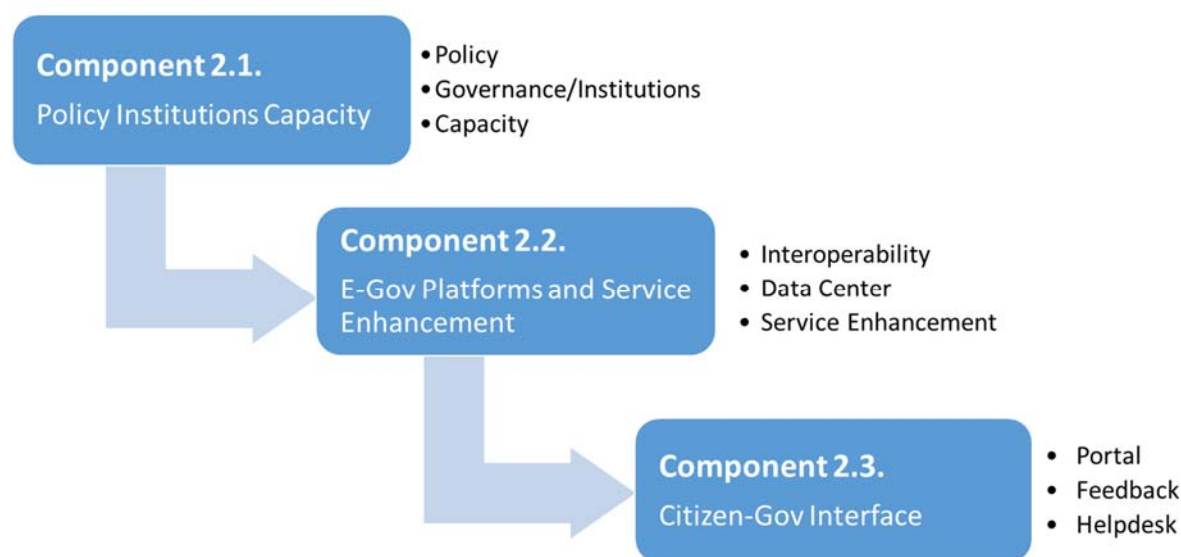 Component 2.1.
Policy Institutions Capacity
• Policy
• Governance/Institutions
• Capacity
Component 2.2.
E-Gov Platforms and Service
Enhancement
• Interoperability
• Data Center
• Service Enhancement
Component 2.3.
Citizen-Gov Interface
• Portal
• Feedback
• Helpdesk